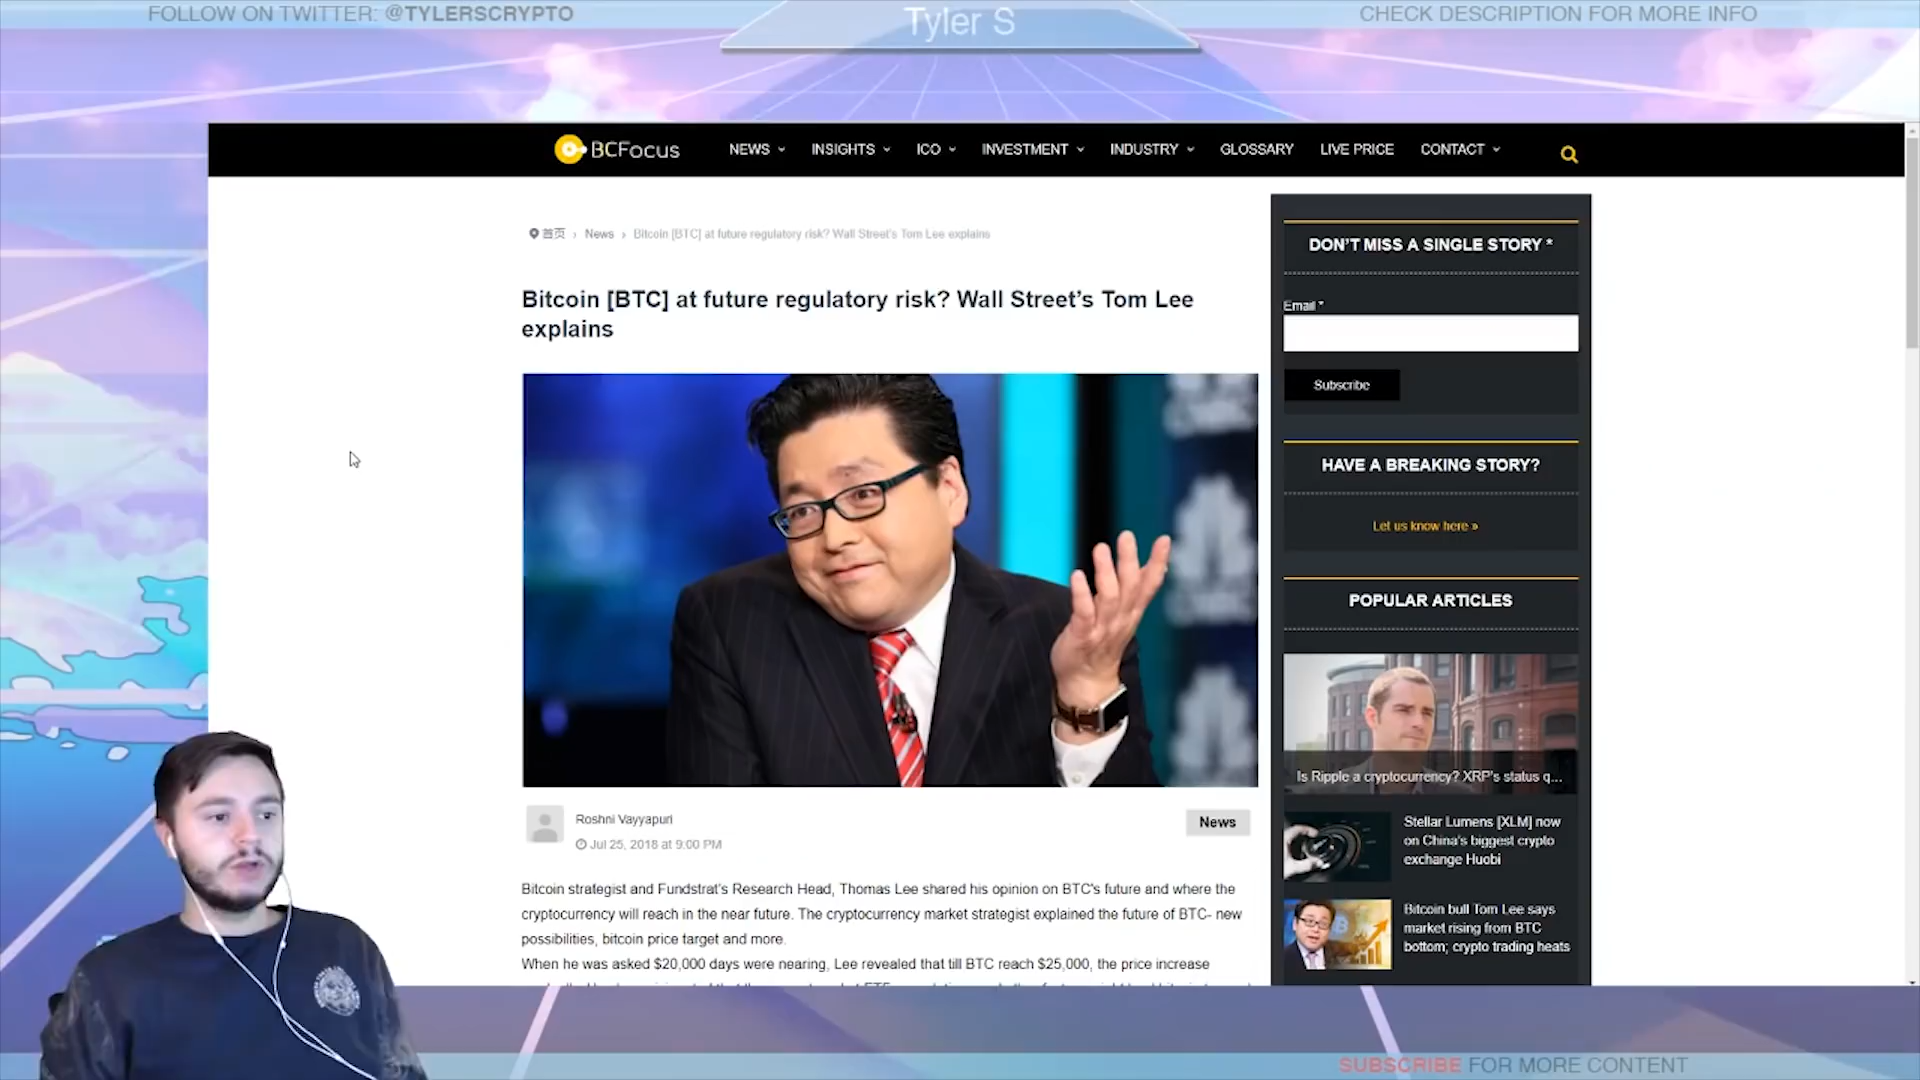 FOLLOW ON TWITTER: @TYLERSCRYPTO
Tyler S
CHECK DESCRIPTION FOR MORE INFO
BCFocus
NEWS
INSIGHTS
ICO
INVESTMENT
INDUSTRY
GLOSSARY
LIVE PRICE
CONTACT
首页 › News › Bitcoin [BTC] at future regulatory risk? Wall Street's Tom Lee explains
Bitcoin [BTC] at future regulatory risk? Wall Street’s Tom Lee
explains
Roshni Vayyapuri
Jul 25, 2018 at 9:00 PM
News
Bitcoin strategist and Fundstrat's Research Head, Thomas Lee shared his opinion on BTC's future and where the
cryptocurrency will reach in the near future. The cryptocurrency market strategist explained the future of BTC- new
possibilities, bitcoin price target and more.
When he was asked $20,000 days were nearing, Lee revealed that till BTC reach $25,000, the price increase
DON’T MISS A SINGLE STORY *
Email *
Subscribe
HAVE A BREAKING STORY?
Let us know here »
POPULAR ARTICLES
Is Ripple a cryptocurrency? XRP's status q...
Stellar Lumens [XLM] now
on China's biggest crypto
exchange Huobi
Bitcoin bull Tom Lee says
market rising from BTC
bottom; crypto trading heats
SUBSCRIBE FOR MORE CONTENT